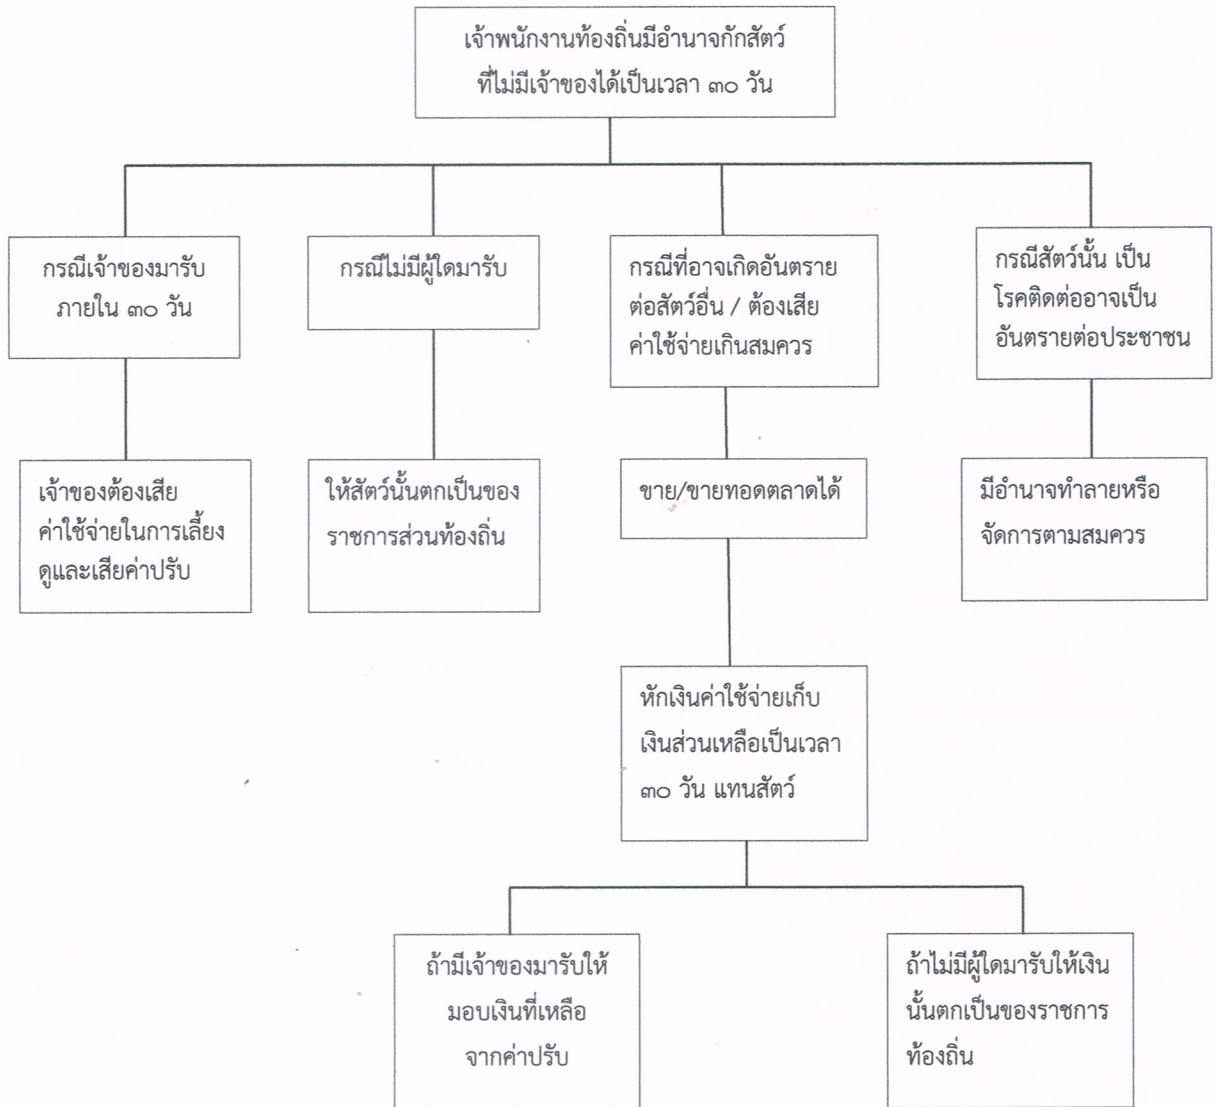 เจ้าพนักงานท้องถิ่นมีอำนาจกักสัตว์
ที่ไม่มีเจ้าของได้เป็นเวลา ๓๐ วัน
กรณีเจ้าของมารับ
ภายใน ๓๐ วัน
กรณีไม่มีผู้ใดมารับ
กรณีที่อาจเกิดอันตราย
ต่อสัตว์อื่น / ต้องเสีย
ค่าใช้จ่ายเกินสมควร
กรณีสัตว์นั้น เป็น
โรคติดต่ออาจเป็น
อันตรายต่อประชาชน
เจ้าของต้องเสีย
ค่าใช้จ่ายในการเลี้ยง
ดูและเสียค่าปรับ
ให้สัตว์นั้นตกเป็นของ
ราชการส่วนท้องถิ่น
ขาย/ขายทอดตลาดได้
มีอำนาจทำลายหรือ
จัดการตามสมควร
หักเงินค่าใช้จ่ายเก็บ
เงินส่วนเหลือเป็นเวลา
๓๐ วัน แทนสัตว์
ถ้ามีเจ้าของมารับให้
มอบเงินที่เหลือ
จากค่าปรับ
ถ้าไม่มีผู้ใดมารับให้เงิน
นั้นตกเป็นของราชการ
ท้องถิ่น